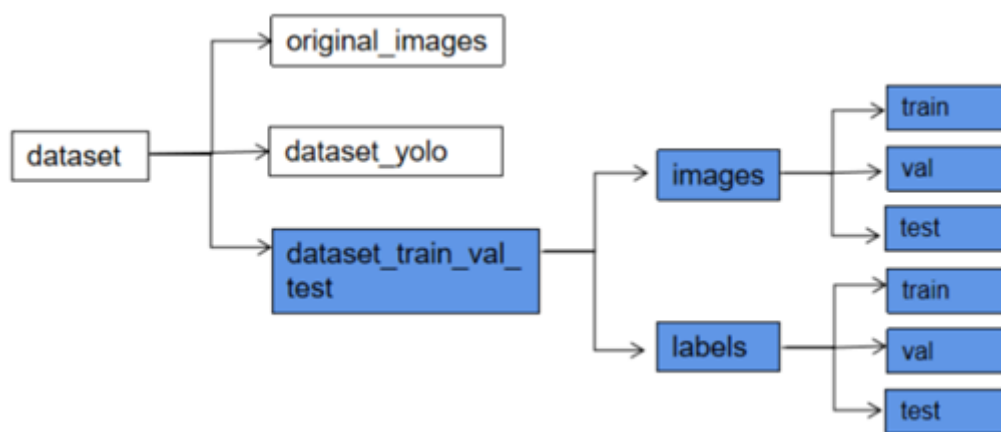 original_images
dataset
dataset_yolo
dataset_train_val_
test
images
train
val
test
labels
train
val
test